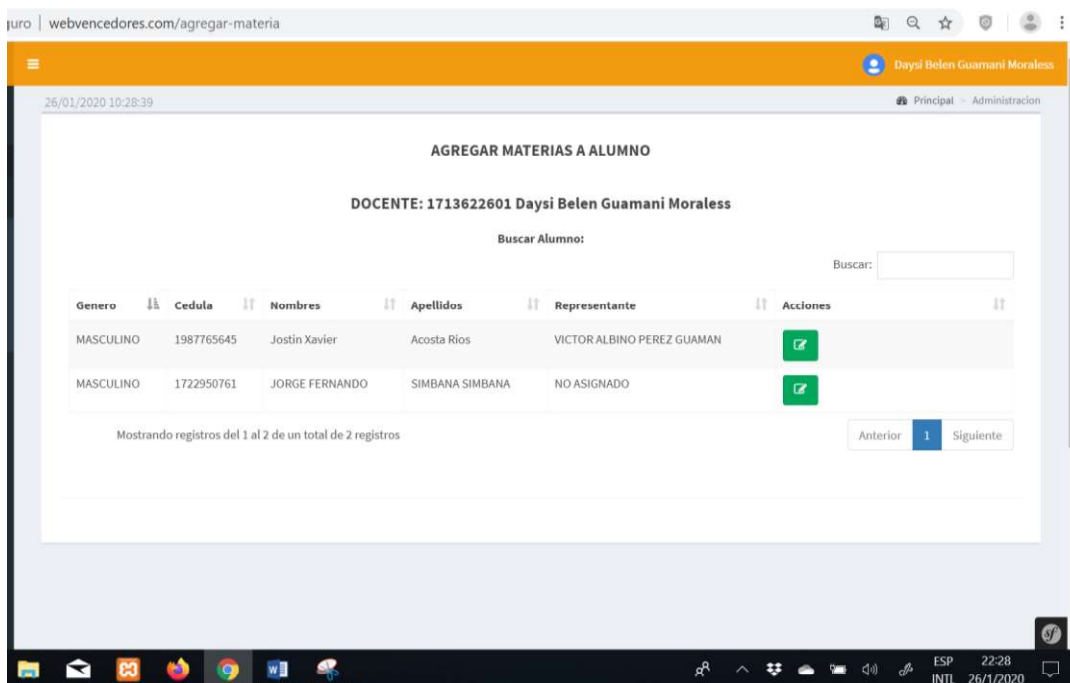 juro | webvencedores.com/agregar-materia
Daysi Belen Guamani Moraless
26/01/2020 10:28:39
Principal > Administracion
AGREGAR MATERIAS A ALUMNO
DOCENTE: 1713622601 Daysi Belen Guamani Moraless
Buscar Alumno:
Buscar:
Genero Cedula Nombres Apellidos Representante Acciones
MASCULINO 1987765645 Jostin Xavier Acosta Rios VICTOR ALBINO PEREZ GUAMAN
MASCULINO 1722950761 JORGE FERNANDO SIMBANA SIMBANA NO ASIGNADO
Mostrando registros del 1 al 2 de un total de 2 registros
Anterior 1 Siguiente
sf
ESP 22:28
INTL 26/1/2020